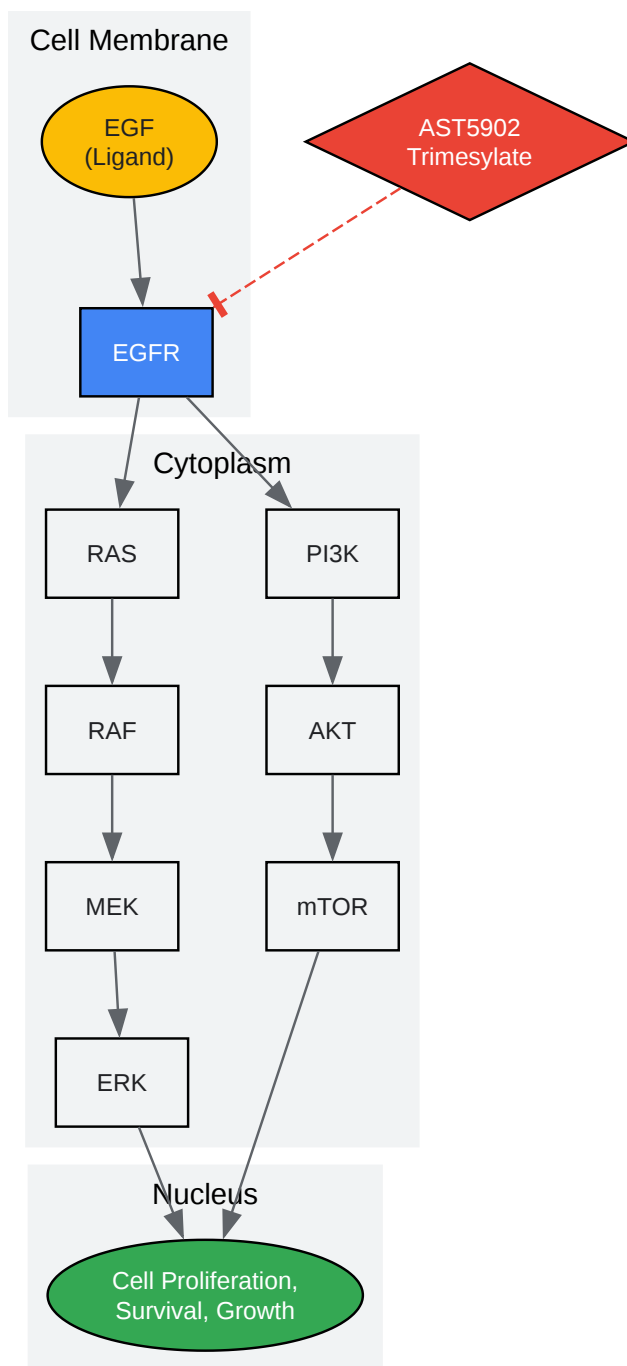 Cell Membrane
EGF
(Ligand)
AST5902
Trimesylate
EGFR
Cytoplasm
RAS
PI3K
RAF
AKT
MEK
mTOR
ERK
Nucleus
Cell Proliferation,
Survival, Growth